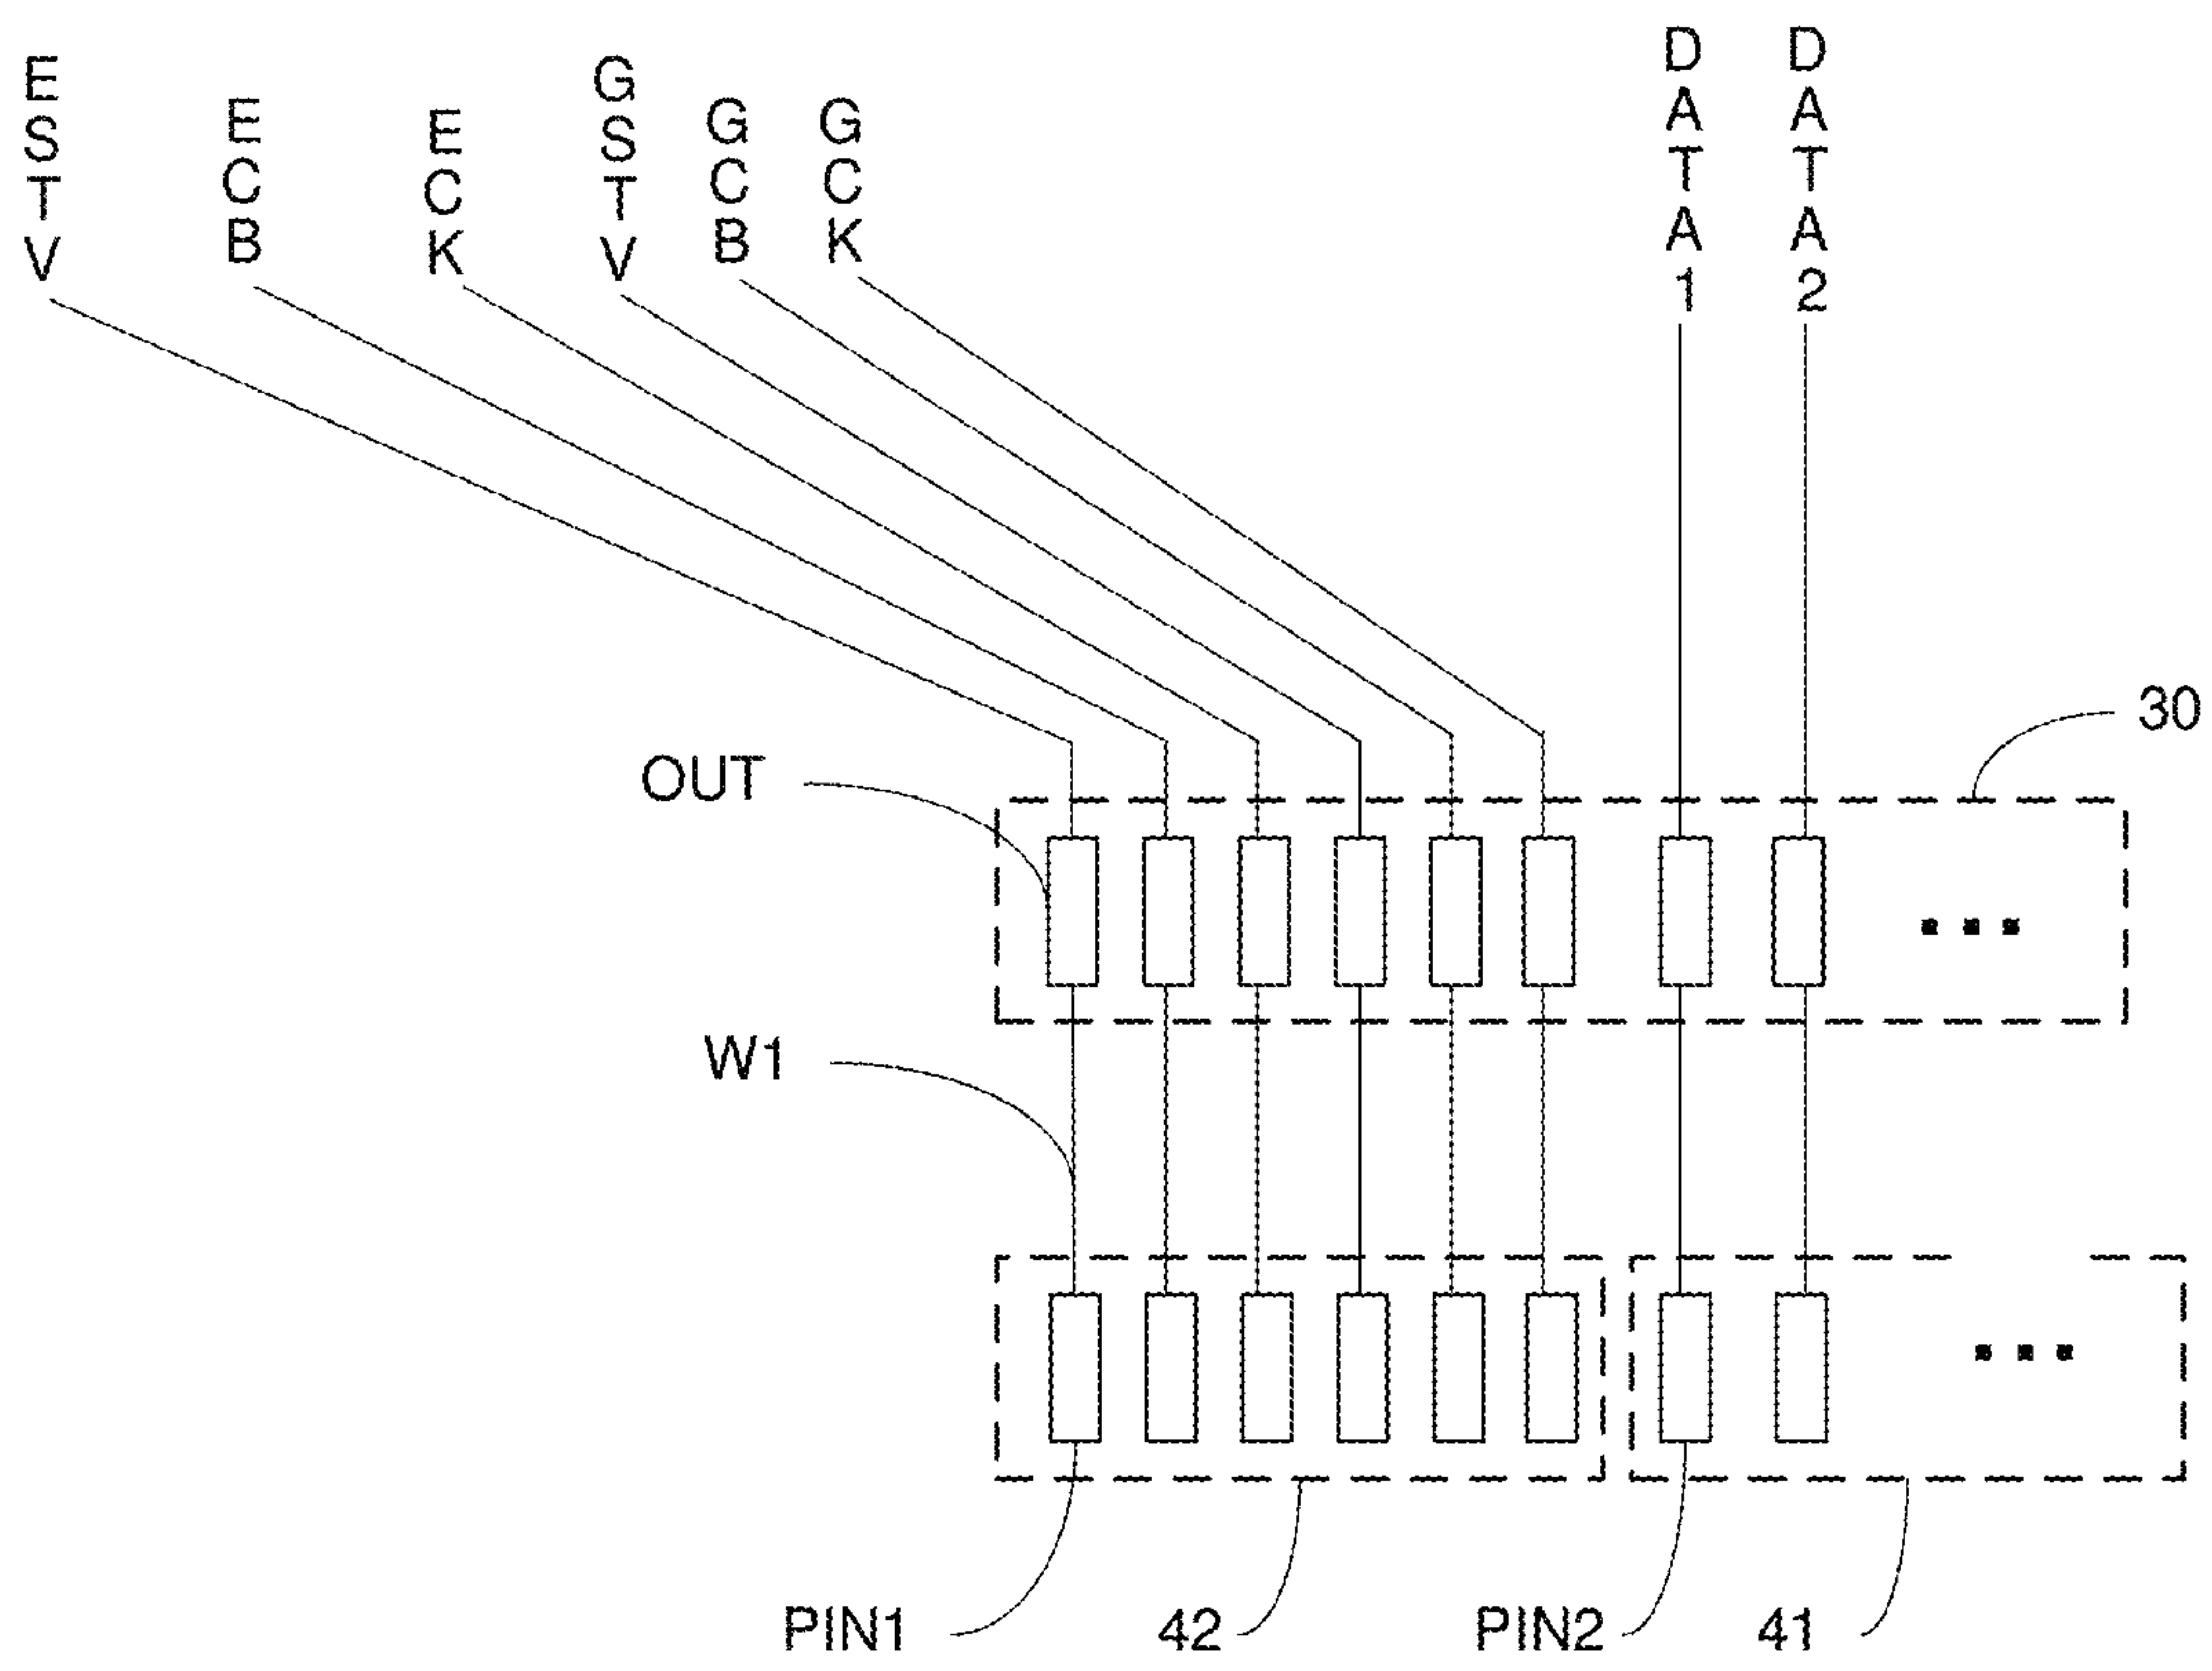 ESTV
ECB
ECK
GSTV
GCB
GCK
DATA1
DATA2
30
OUT
W1
PIN1
42
PIN2
41